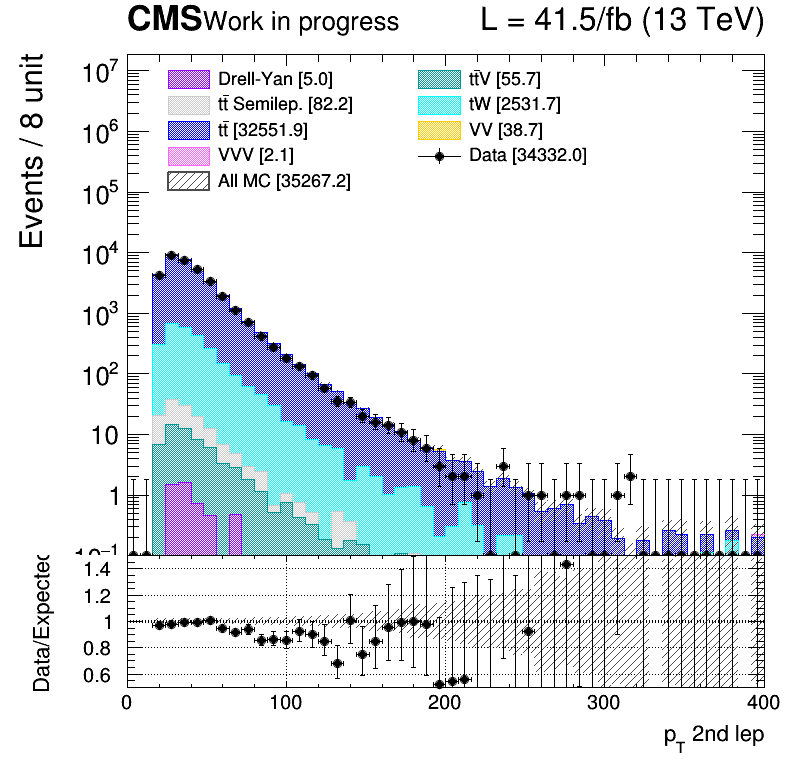 CMS Work in progress L = 41.5/fb (13 TeV)
Events / 8 unit
10⁷
10⁶
10⁵
10⁴
10³
10²
10
1
10⁻¹
Drell-Yan [5.0]
tt̄ Semilep. [82.2]
tt̄ [32551.9]
VVV [2.1]
All MC [35267.2]
tt̄V [55.7]
tW [2531.7]
VV [38.7]
Data [34332.0]
Data/Expected
1.4
1.2
1
0.8
0.6
0 100 200 300 400
p_T 2nd lep